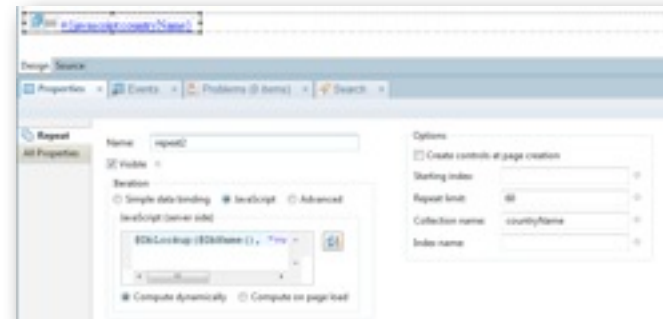 #{javascript:countryName}
Design Source
Properties Events Problems (0 items) Search
Repeat
All Properties
Name: repeat2
Visible
Iteration
Simple data binding JavaScript Advanced
JavaScript (server side)
@DbLookup(@DbName(),
Compute dynamically Compute on page load
Options
Create controls at page creation
Starting index:
Repeat limit: 60
Collection name: countryName
Index name: